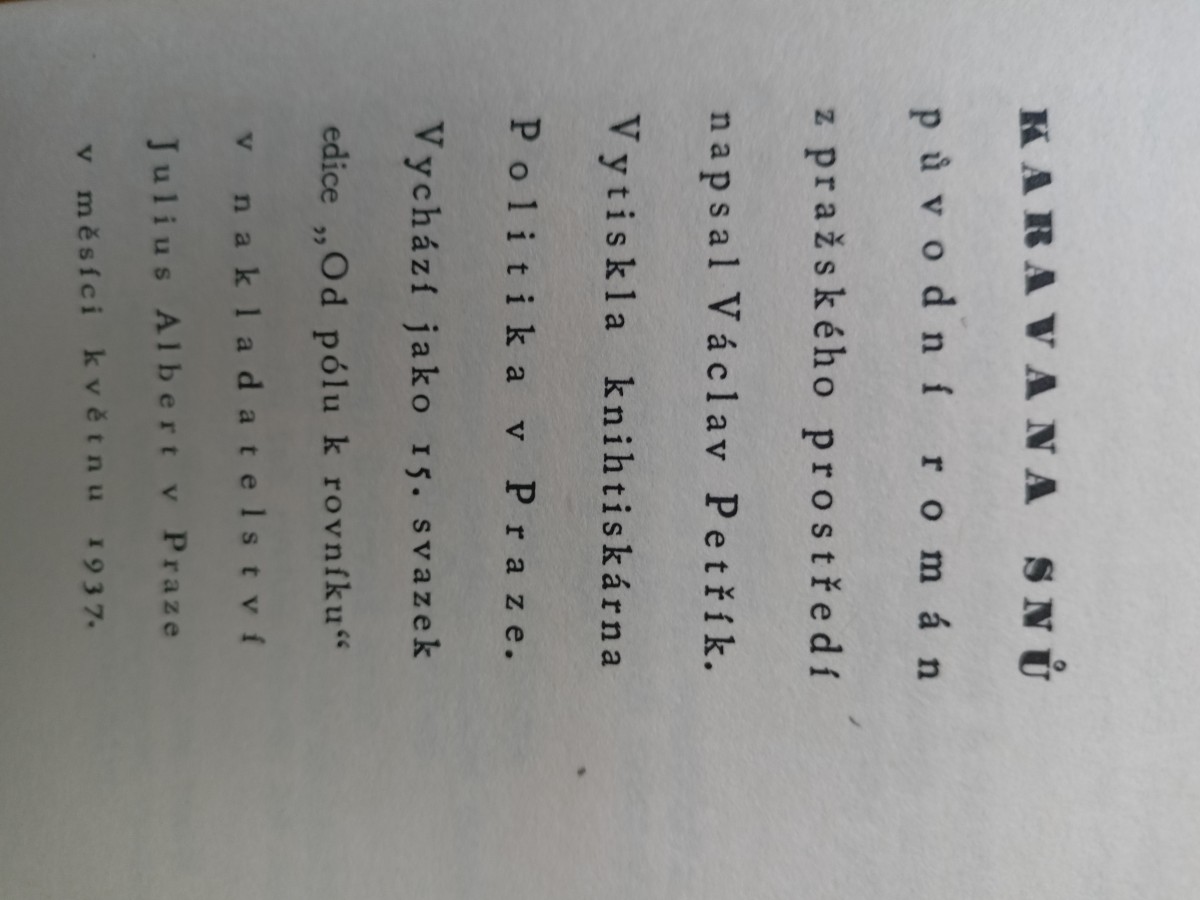 KARAVANA SNŮ
původní román
z pražského prostředí
napsal Václav Petřík.
Vytiskla knihtiskárna
Politika v Praze.
Vychází jako 15. svazek
edice „Od pólu k rovníku“
v nakladatelství
Julius Albert v Praze
v měsíci květnu 1937.